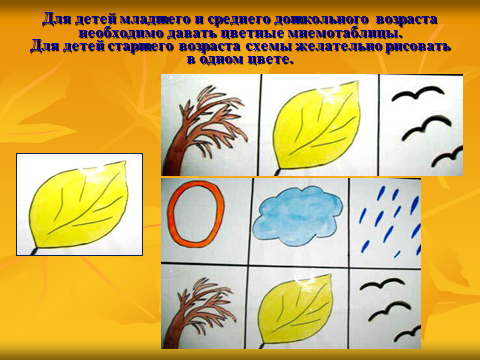 Для детей младшего и среднего дошкольного возраста
необходимо давать цветные мнемотаблицы.
Для детей старшего возраста схемы желательно рисовать
в одном цвете.